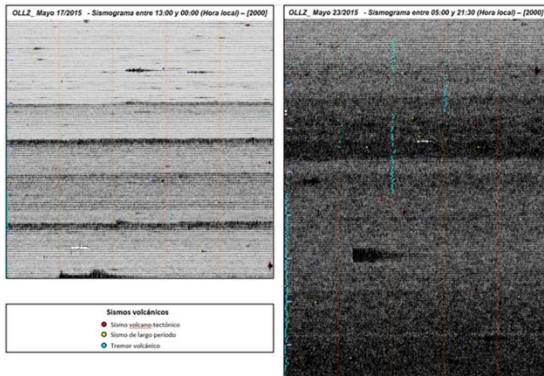 OLLZ_ Mayo 17/2015 - Sismograma entre 13:00 y 00:00 (Hora local) – [2000]
OLLZ_ Mayo 23/2015 - Sismograma entre 05:00 y 21:30 (Hora local) – [2000]
Sismos volcánicos
Sismo volcano-tectónico
Sismo de largo periodo
Tremor volcánico